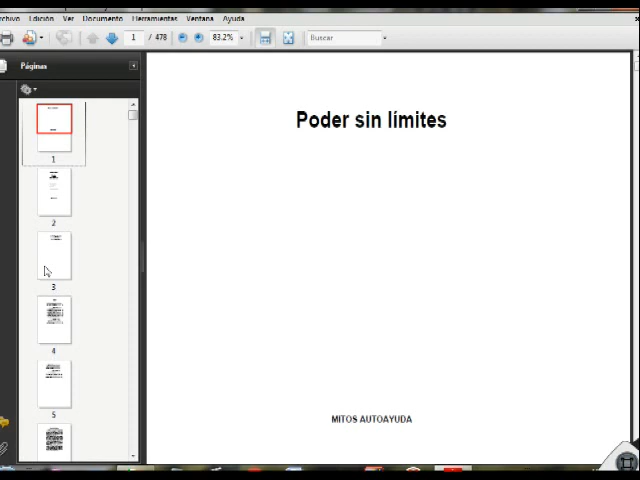 rchivo Edición Ver Documento Herramientas Ventana Ayuda
1 / 478 83.2% Buscar
Páginas
1
2
3
4
5
Poder sin límites
MITOS AUTOAYUDA